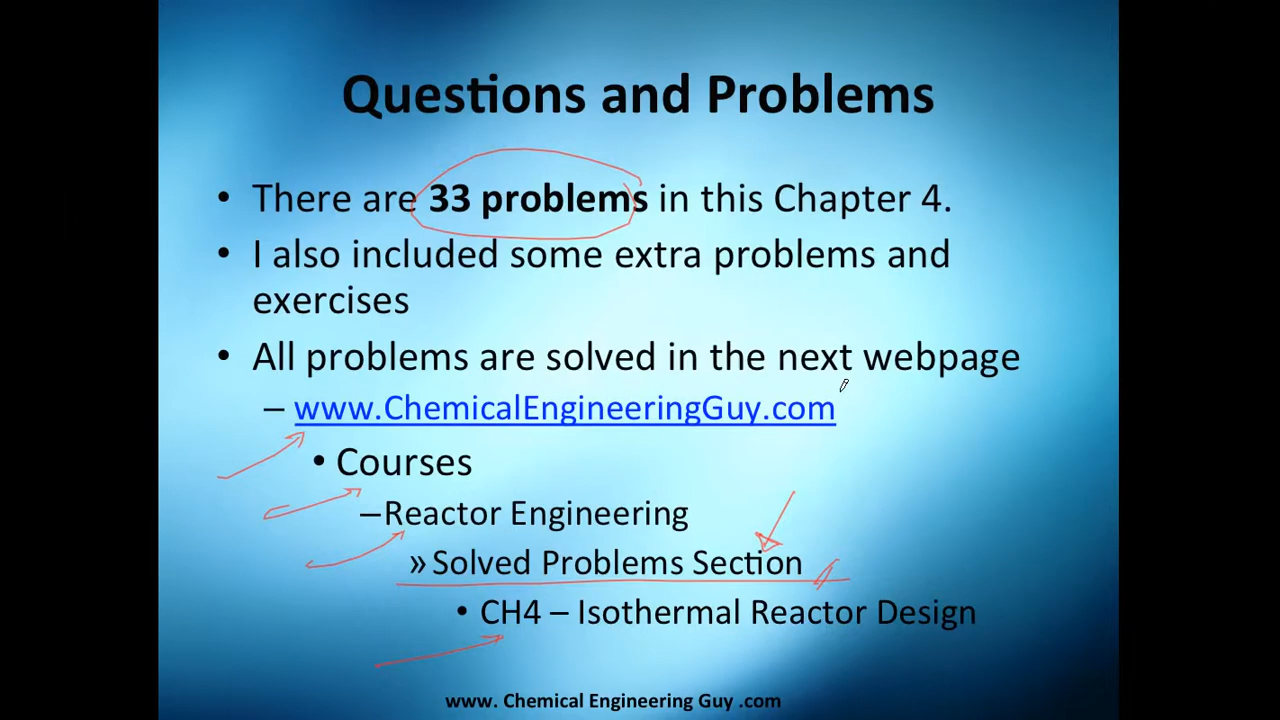 Questions and Problems
• There are 33 problems in this Chapter 4.
• I also included some extra problems and
exercises
• All problems are solved in the next webpage
– www.ChemicalEngineeringGuy.com
• Courses
–Reactor Engineering
» Solved Problems Section
• CH4 – Isothermal Reactor Design
www. Chemical Engineering Guy .com